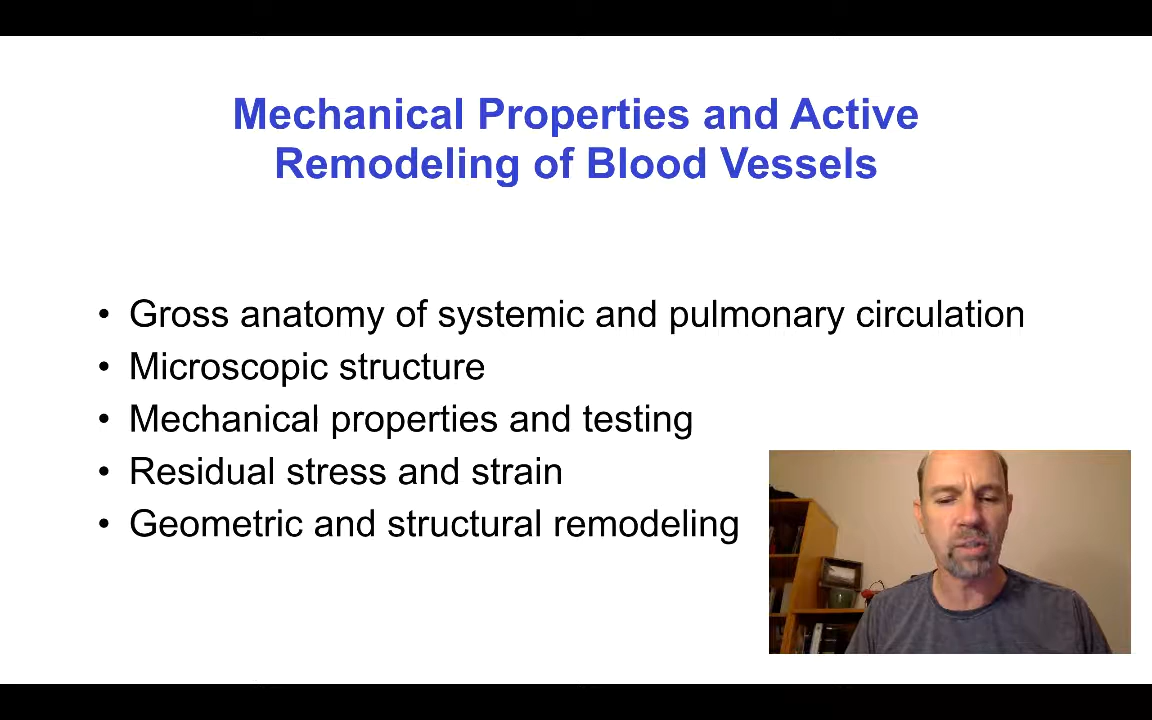 Mechanical Properties and Active
Remodeling of Blood Vessels
• Gross anatomy of systemic and pulmonary circulation
• Microscopic structure
• Mechanical properties and testing
• Residual stress and strain
• Geometric and structural remodeling